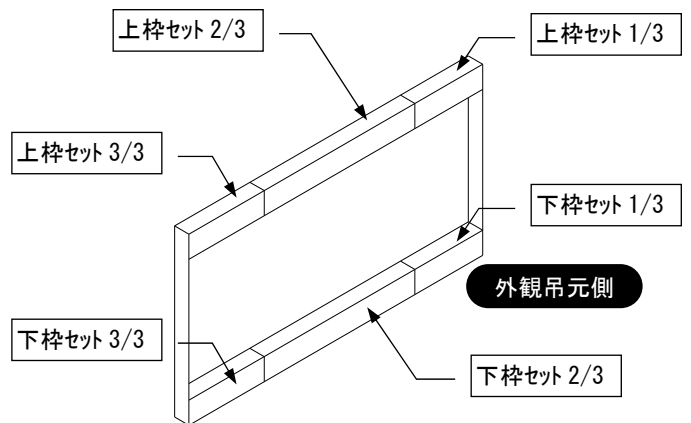 上枠セット 2/3
上枠セット 1/3
上枠セット 3/3
下枠セット 1/3
外観吊元側
下枠セット 3/3
下枠セット 2/3